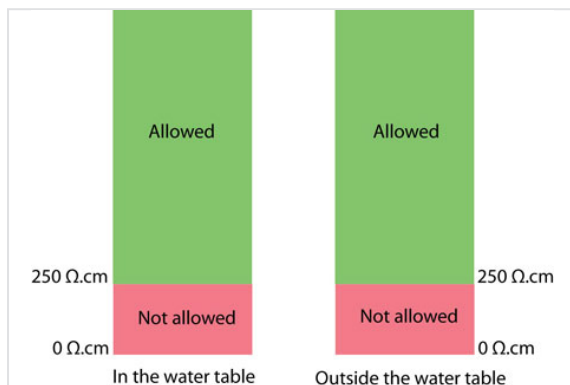 Allowed
Allowed
250 Ω.cm
250 Ω.cm
Not allowed
Not allowed
0 Ω.cm
0 Ω.cm
In the water table
Outside the water table